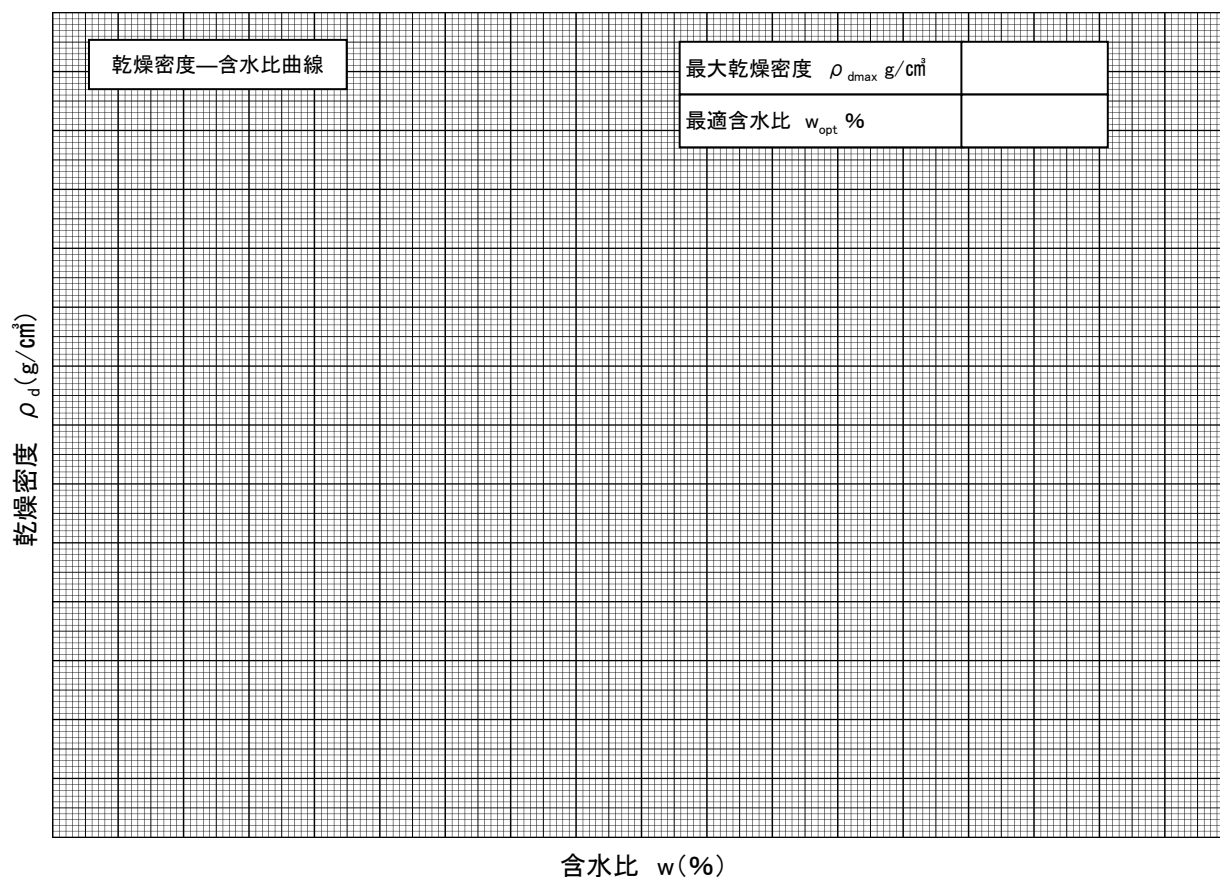 乾燥密度―含水比曲線
最大乾燥密度 ρdmax g/c㎥
最適含水比 wopt %
乾燥密度 ρd(g/c㎥)
含水比 w(%)